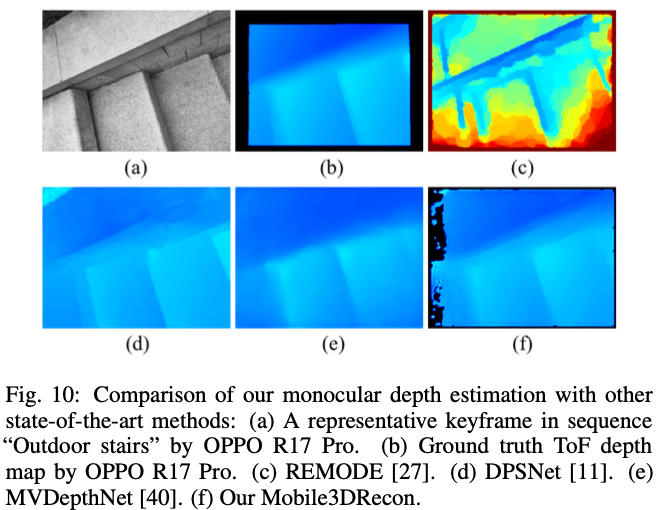 (a)
(b)
(c)
(d)
(e)
(f)
Fig. 10: Comparison of our monocular depth estimation with other
state-of-the-art methods: (a) A representative keyframe in sequence
“Outdoor stairs” by OPPO R17 Pro. (b) Ground truth ToF depth
map by OPPO R17 Pro. (c) REMODE [27]. (d) DPSNet [11]. (e)
MVDepthNet [40]. (f) Our Mobile3DRecon.